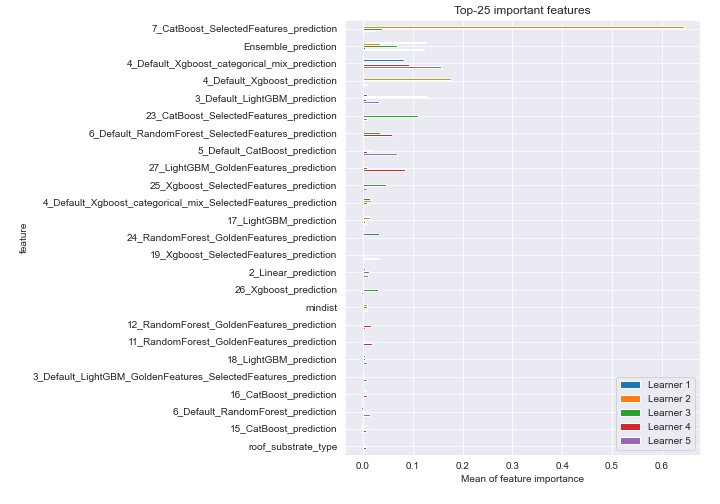 Top-25 important features
7_CatBoost_SelectedFeatures_prediction
Ensemble_prediction
4_Default_Xgboost_categorical_mix_prediction
4_Default_Xgboost_prediction
3_Default_LightGBM_prediction
23_CatBoost_SelectedFeatures_prediction
6_Default_RandomForest_SelectedFeatures_prediction
5_Default_CatBoost_prediction
27_LightGBM_GoldenFeatures_prediction
25_Xgboost_SelectedFeatures_prediction
4_Default_Xgboost_categorical_mix_SelectedFeatures_prediction
17_LightGBM_prediction
24_RandomForest_GoldenFeatures_prediction
19_Xgboost_SelectedFeatures_prediction
2_Linear_prediction
26_Xgboost_prediction
mindist
12_RandomForest_GoldenFeatures_prediction
11_RandomForest_GoldenFeatures_prediction
18_LightGBM_prediction
3_Default_LightGBM_GoldenFeatures_SelectedFeatures_prediction
16_CatBoost_prediction
6_Default_RandomForest_prediction
15_CatBoost_prediction
roof_substrate_type
feature
Learner 1
Learner 2
Learner 3
Learner 4
Learner 5
0.0 0.1 0.2 0.3 0.4 0.5 0.6
Mean of feature importance